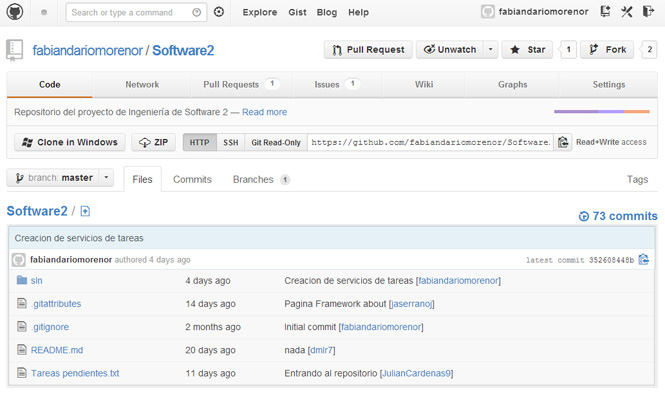 Search or type a command Explore Gist Blog Help fabiandariomorenor
fabiandariomorenor / Software2 Pull Request Unwatch Star 1 Fork 2
Code Network Pull Requests 1 Issues 1 Wiki Graphs Settings
Repositorio del proyecto de Ingeniería de Software 2 — Read more
Clone in Windows ZIP HTTP SSH Git Read-Only https://github.com/fabiandariomorenor/Software. Read+Write access
branch: master Files Commits Branches 1 Tags
Software2 / 73 commits
Creacion de servicios de tareas
fabiandariomorenor authored 4 days ago latest commit 352608448b
sln 4 days ago Creacion de servicios de tareas [fabiandariomorenor]
.gitattributes 14 days ago Pagina Framework about [jaserranoj]
.gitignore 2 months ago Initial commit [fabiandariomorenor]
README.md 20 days ago nada [dmlr7]
Tareas pendientes.txt 11 days ago Entrando al repositorio [JulianCardenas9]